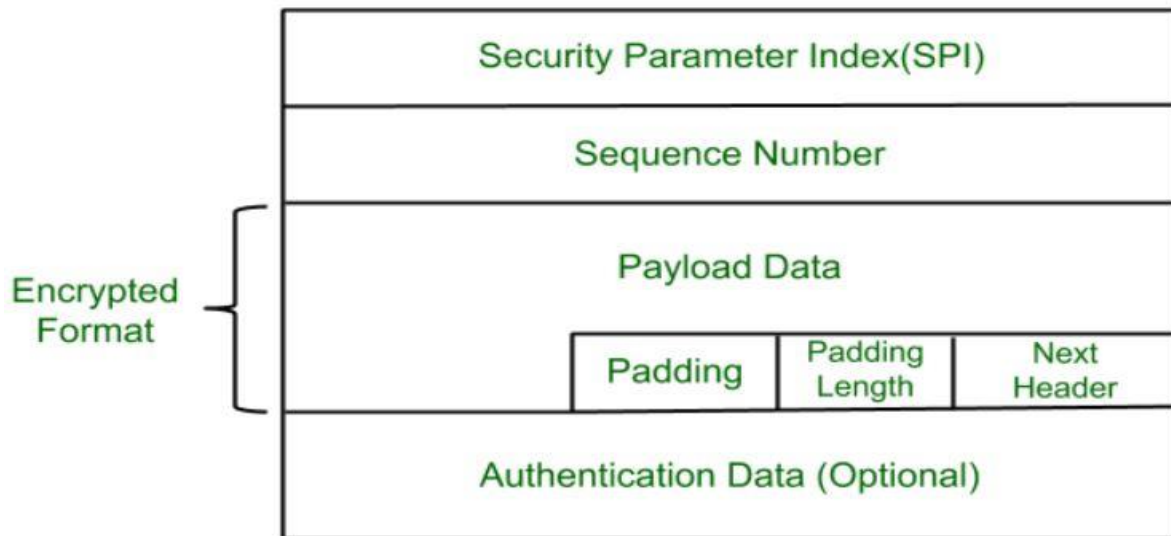 Security Parameter Index(SPI)
Sequence Number
Payload Data
Encrypted
Format
Padding
Padding
Length
Next
Header
Authentication Data (Optional)